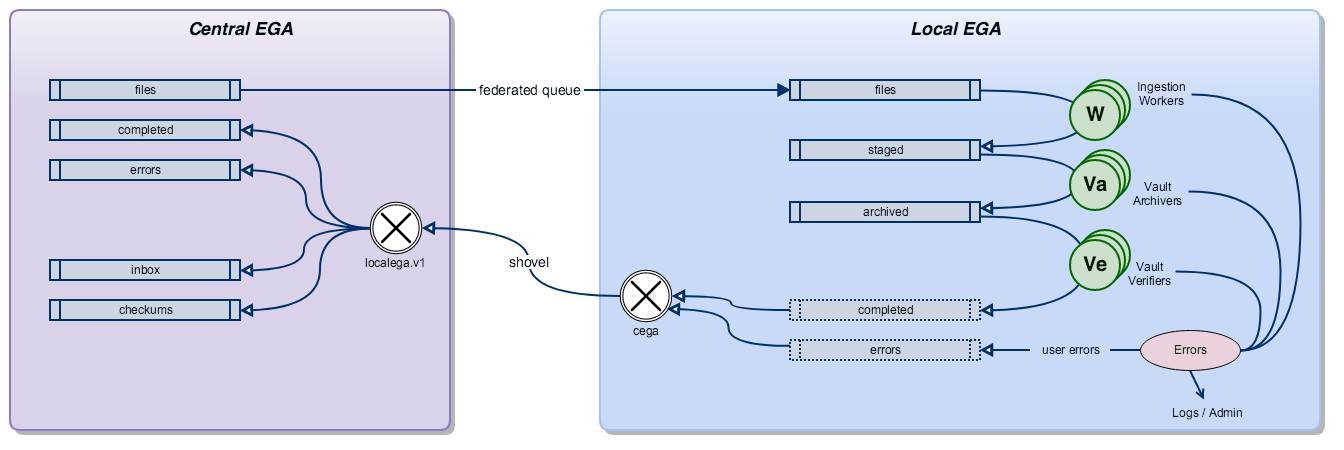 Central EGA
files
completed
errors
inbox
checkums
localega.v1
federated queue
shovel
Local EGA
files
staged
archived
completed
errors
cega
W
Ingestion
Workers
Va
Vault
Archivers
Ve
Vault
Verifiers
user errors
Errors
Logs / Admin